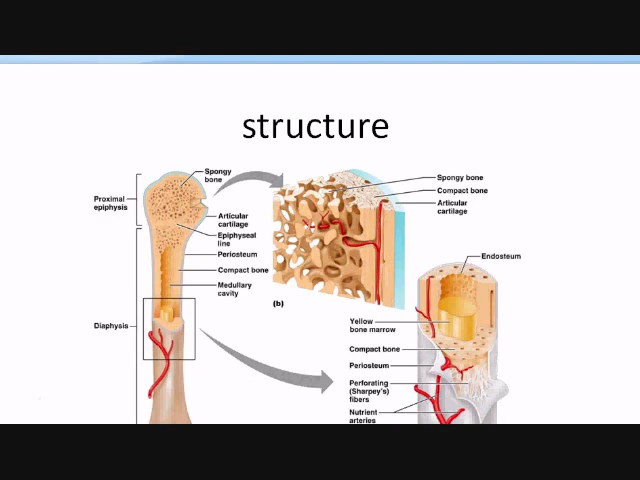 structure
Spongy
bone
Proximal
epiphysis
Articular
cartilage
Epiphyseal
line
Periosteum
Compact bone
Medullary
cavity
Diaphysis
Spongy bone
Compact bone
Articular
cartilage
(b)
Endosteum
Yellow
bone marrow
Compact bone
Periosteum
Perforating
(Sharpey's)
fibers
Nutrient
arteries